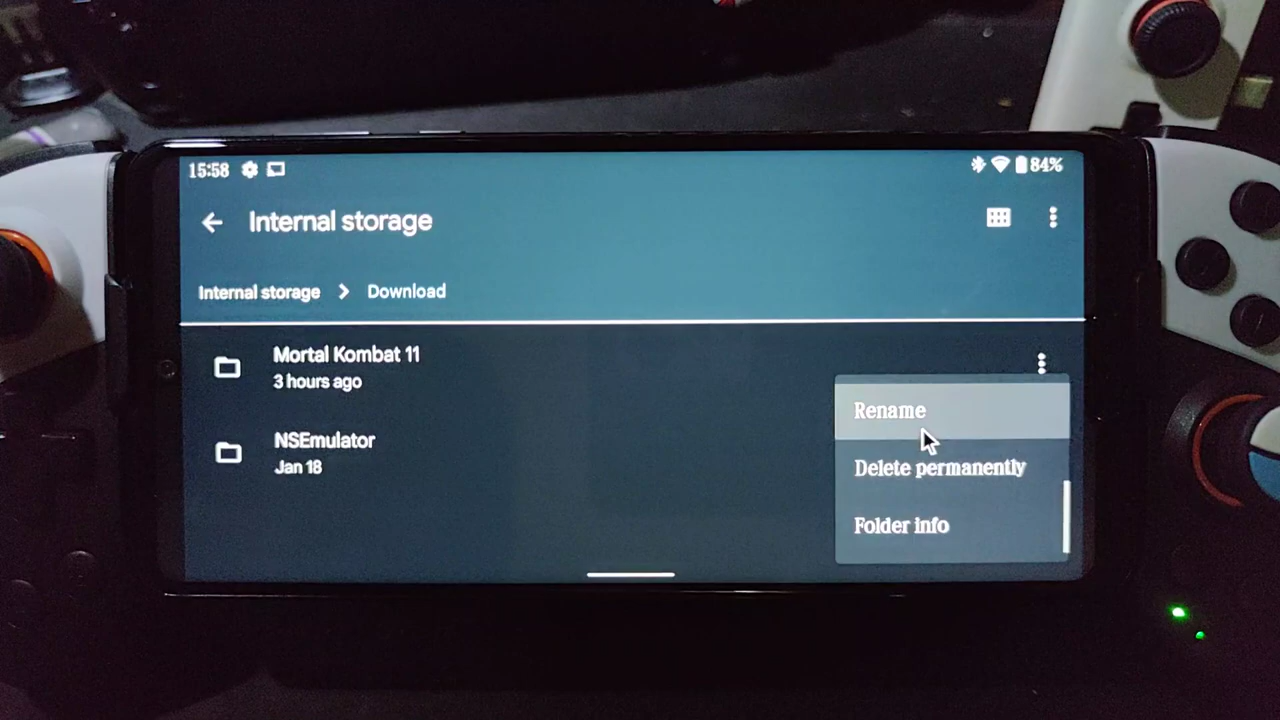 15:58
84%
Internal storage
Internal storage > Download
Mortal Kombat 11
3 hours ago
NSEmulator
Jan 18
Rename
Delete permanently
Folder info